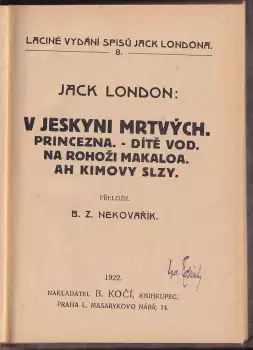 LACINÉ VYDÁNÍ SPISŮ JACK LONDONA.
8.
JACK LONDON:
V JESKYNI MRTVÝCH.
PRINCEZNA. - DÍTĚ VOD.
NA ROHOŽI MAKALOA.
AH KIMOVY SLZY.
PŘELOŽIL
B. Z. NEKOVAŘÍK.
1922.
NAKLADATEL B. KOČÍ, KNIHKUPEC,
PRAHA I., MASARYKOVO NÁBŘ. 14.